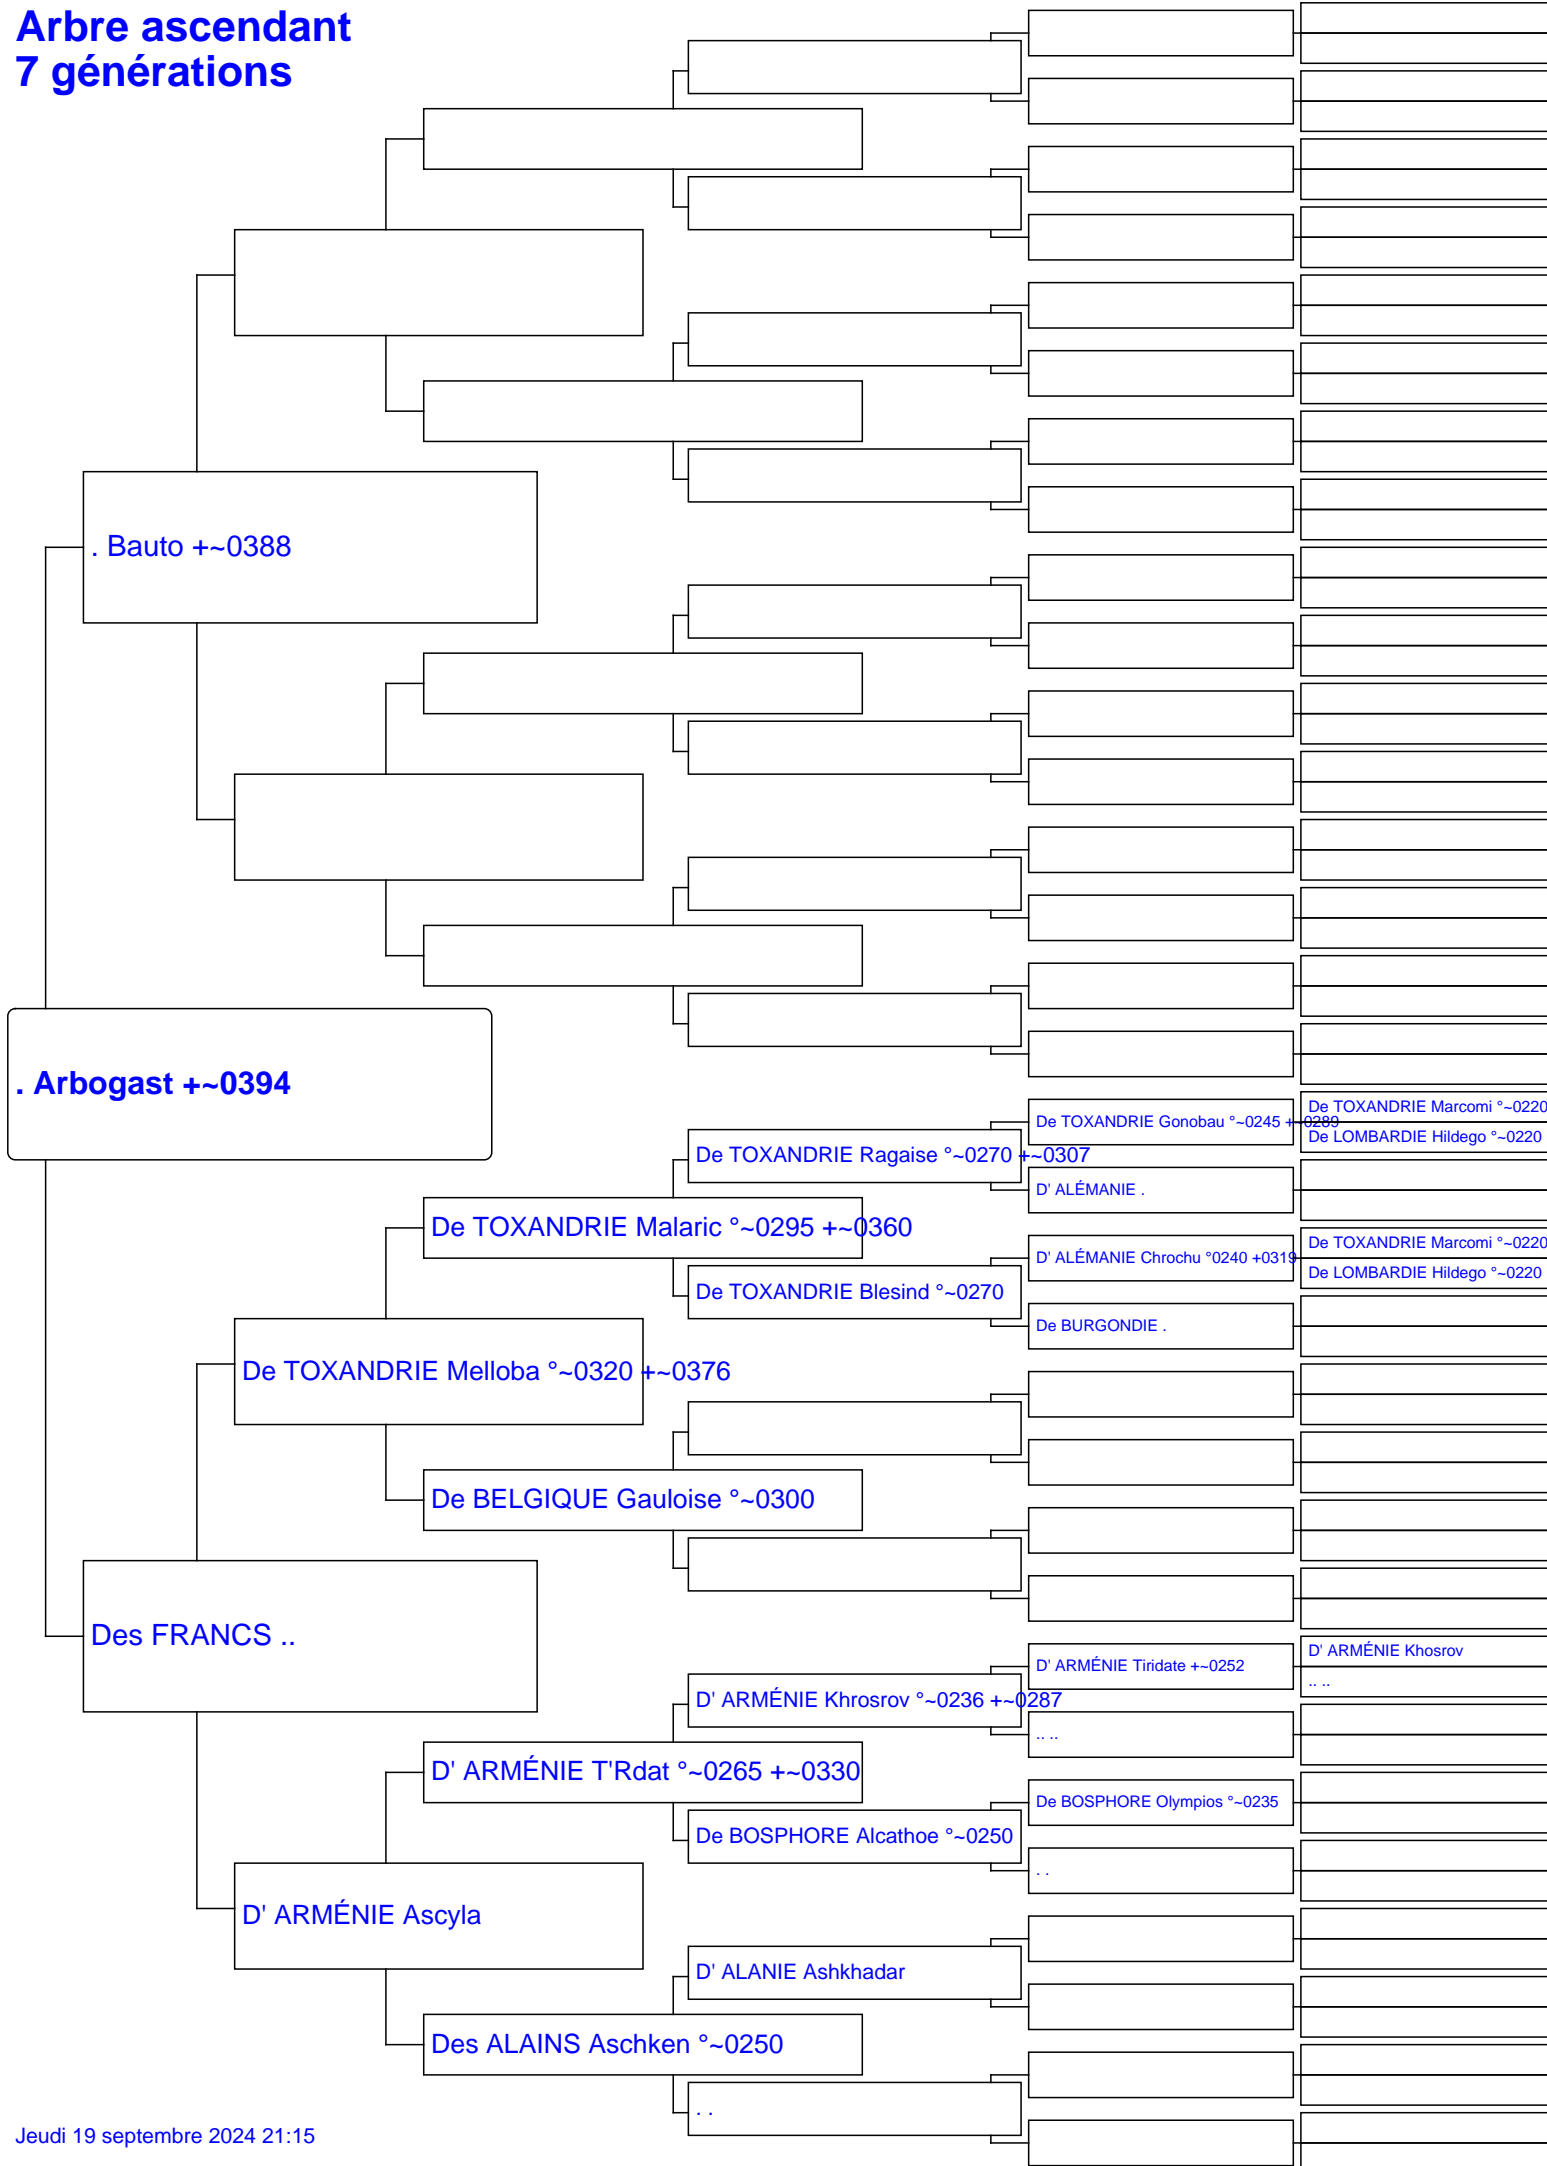 Arbre ascendant
7 générations
. Bauto +~0388
. Arbogast +~0394
De TOXANDRIE Marcomi °~0220
De TOXANDRIE Gonobau °~0245 +~0289
De LOMBARDIE Hildego °~0220
De TOXANDRIE Ragaise °~0270 +~0307
D' ALÉMANIE .
De TOXANDRIE Malaric °~0295 +~0360
De TOXANDRIE Marcomi °~0220
D' ALÉMANIE Chrochu °0240 +0319
De LOMBARDIE Hildego °~0220
De TOXANDRIE Blesind °~0270
De BURGONDIE .
De TOXANDRIE Melloba °~0320 +~0376
De BELGIQUE Gauloise °~0300
Des FRANCS ..
D' ARMÉNIE Khosrov
D' ARMÉNIE Tiridate +~0252
.. ..
D' ARMÉNIE Khrosrov °~0236 +~0287
.. ..
D' ARMÉNIE T'Rdat °~0265 +~0330
De BOSPHORE Olympios °~0235
De BOSPHORE Alcathoe °~0250
. .
D' ARMÉNIE Ascyla
D' ALANIE Ashkhadar
Des ALAINS Aschken °~0250
. .
Jeudi 19 septembre 2024 21:15